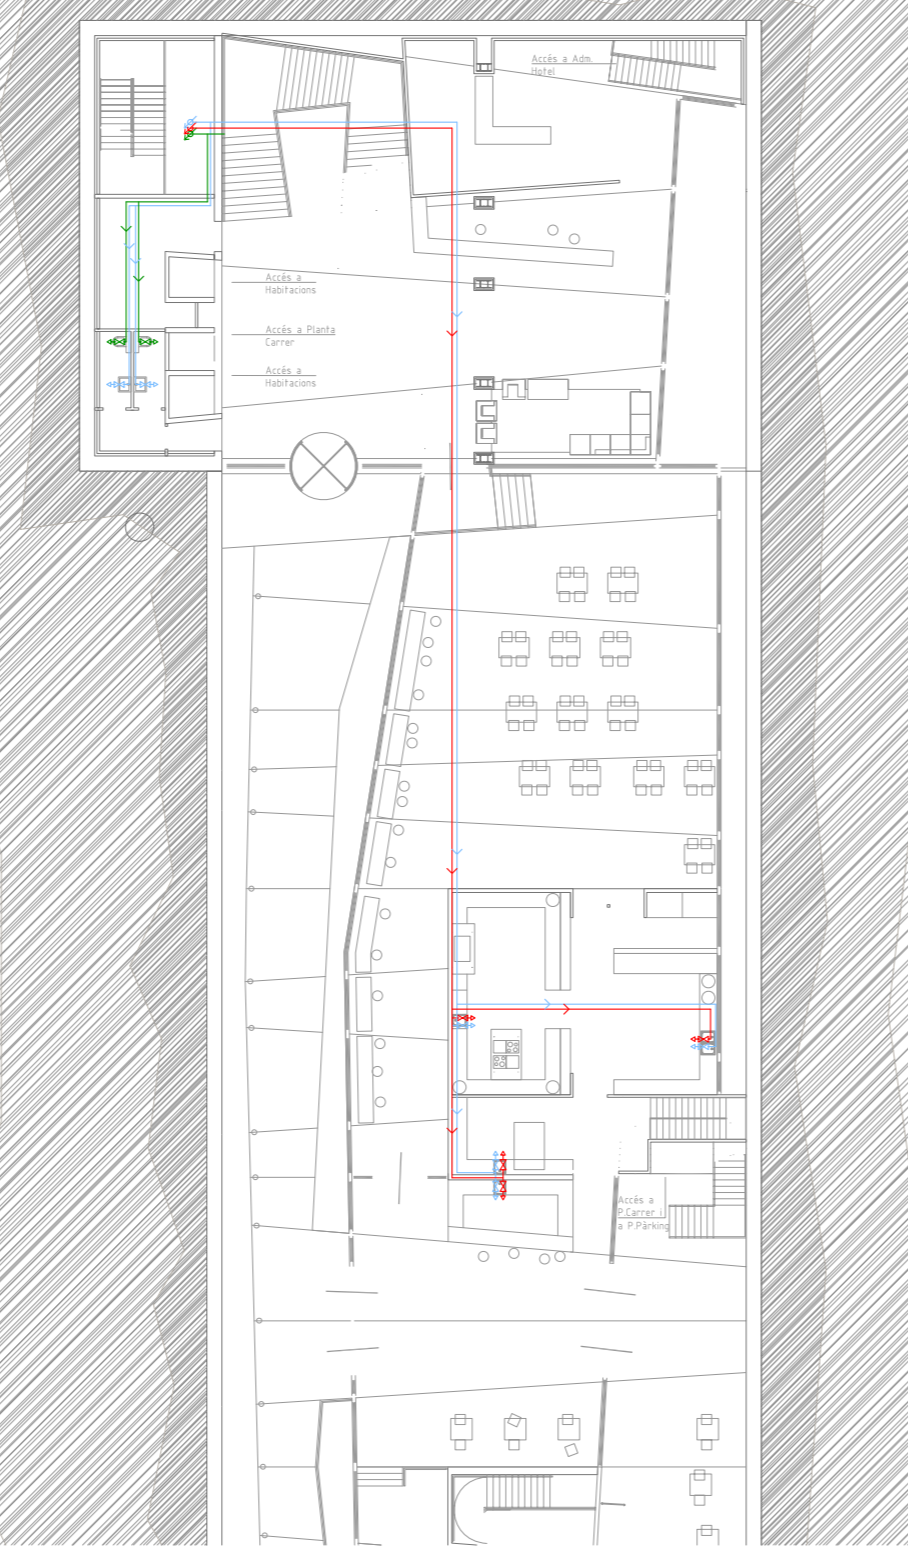 Accés a Adm.
Hotel
Accés a
Habitacions
Accés a Planta
Carrer
Accés a
Habitacions
Accés a
P.Carrer i
a P.Pàrking